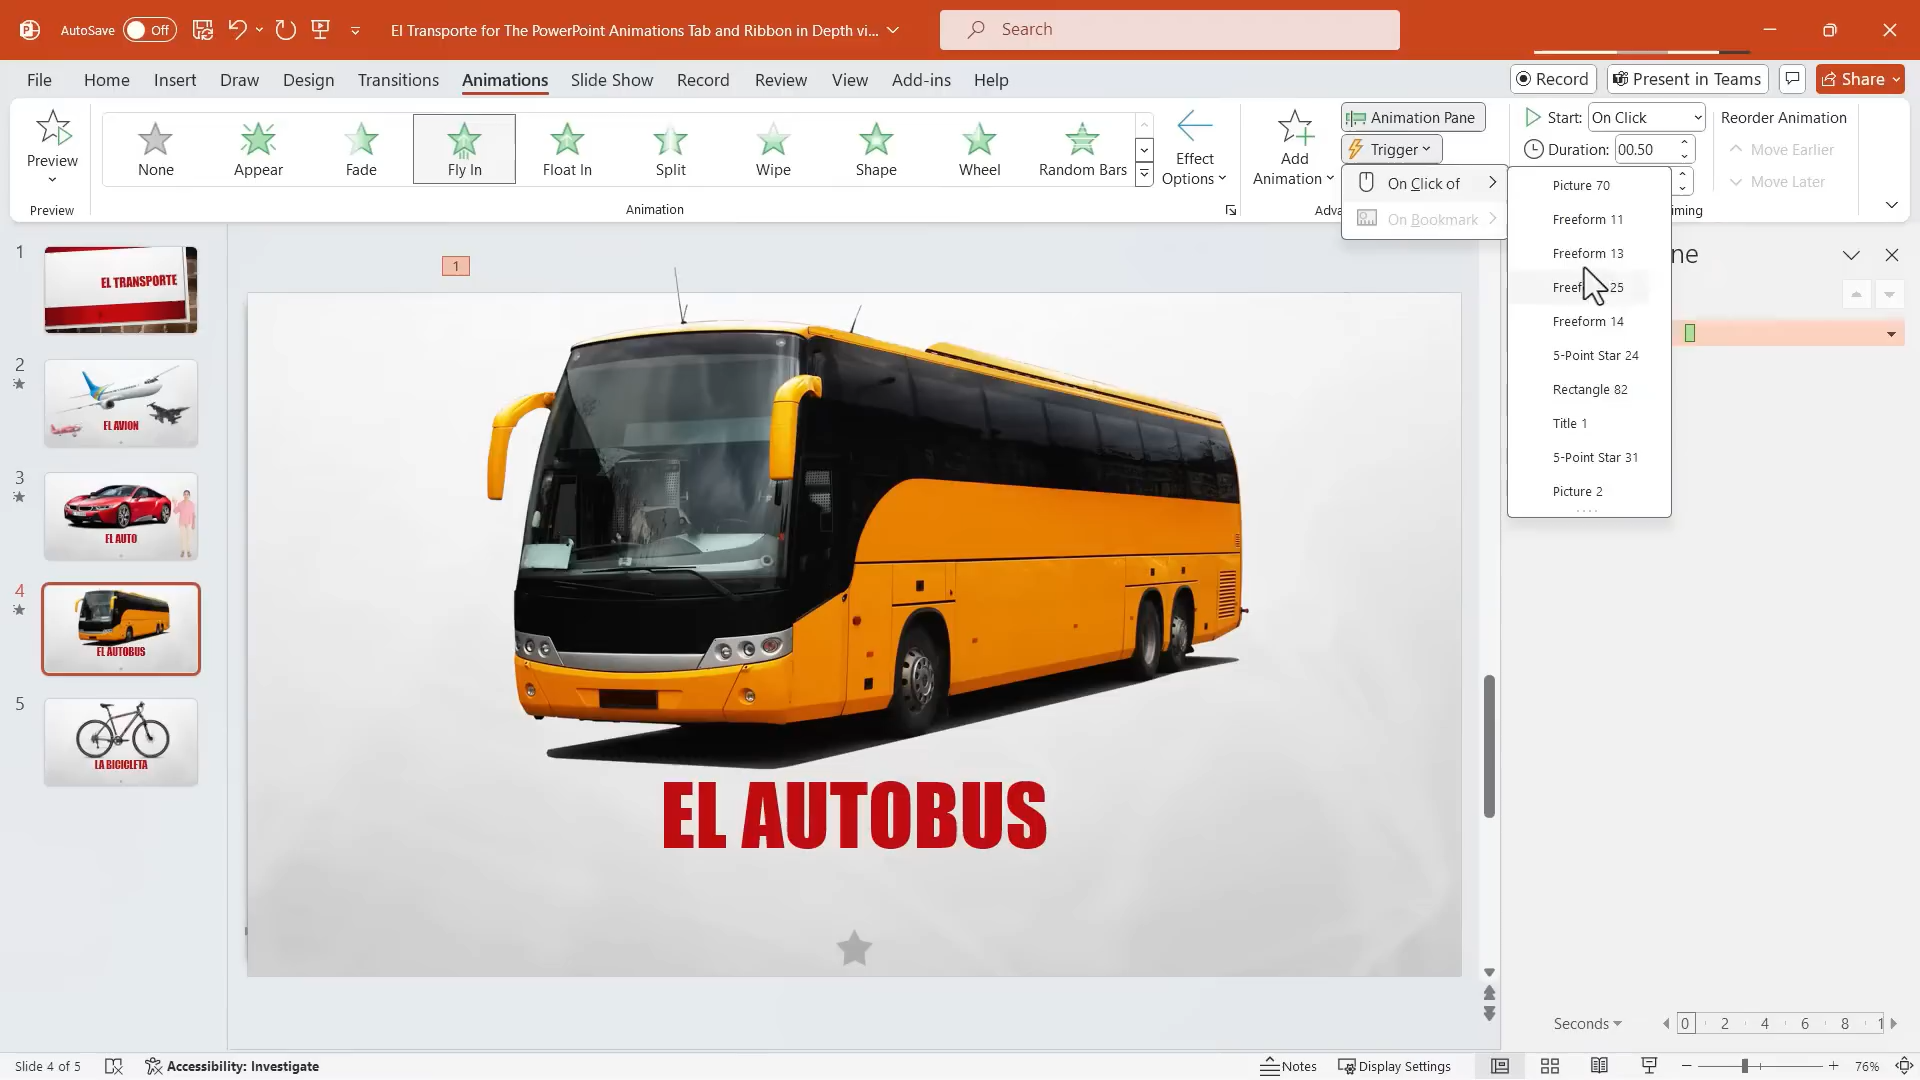 AutoSave Off
El Transporte for The PowerPoint Animations Tab and Ribbon in Depth vi...
Search
File Home Insert Draw Design Transitions Animations Slide Show Record Review View Add-ins Help
Record Present in Teams Share
Preview
None Appear Fade Fly In Float In Split Wipe Shape Wheel Random Bars
Effect Options
Add Animation
Animation Pane
Trigger
Start: On Click
Duration: 00.50
Reorder Animation
Move Earlier
Move Later
Preview
Animation
On Click of
On Bookmark
Picture 70
Freeform 11
Freeform 13
Freeform 14
5-Point Star 24
Rectangle 82
Title 1
5-Point Star 31
Picture 2
1
EL TRANSPORTE
2
EL AVION
3
EL AUTO
4
EL AUTOBUS
5
LA BICICLETA
1
EL AUTOBUS
Seconds
0 2 4 6 8 1
Slide 4 of 5
Accessibility: Investigate
Notes
Display Settings
76%